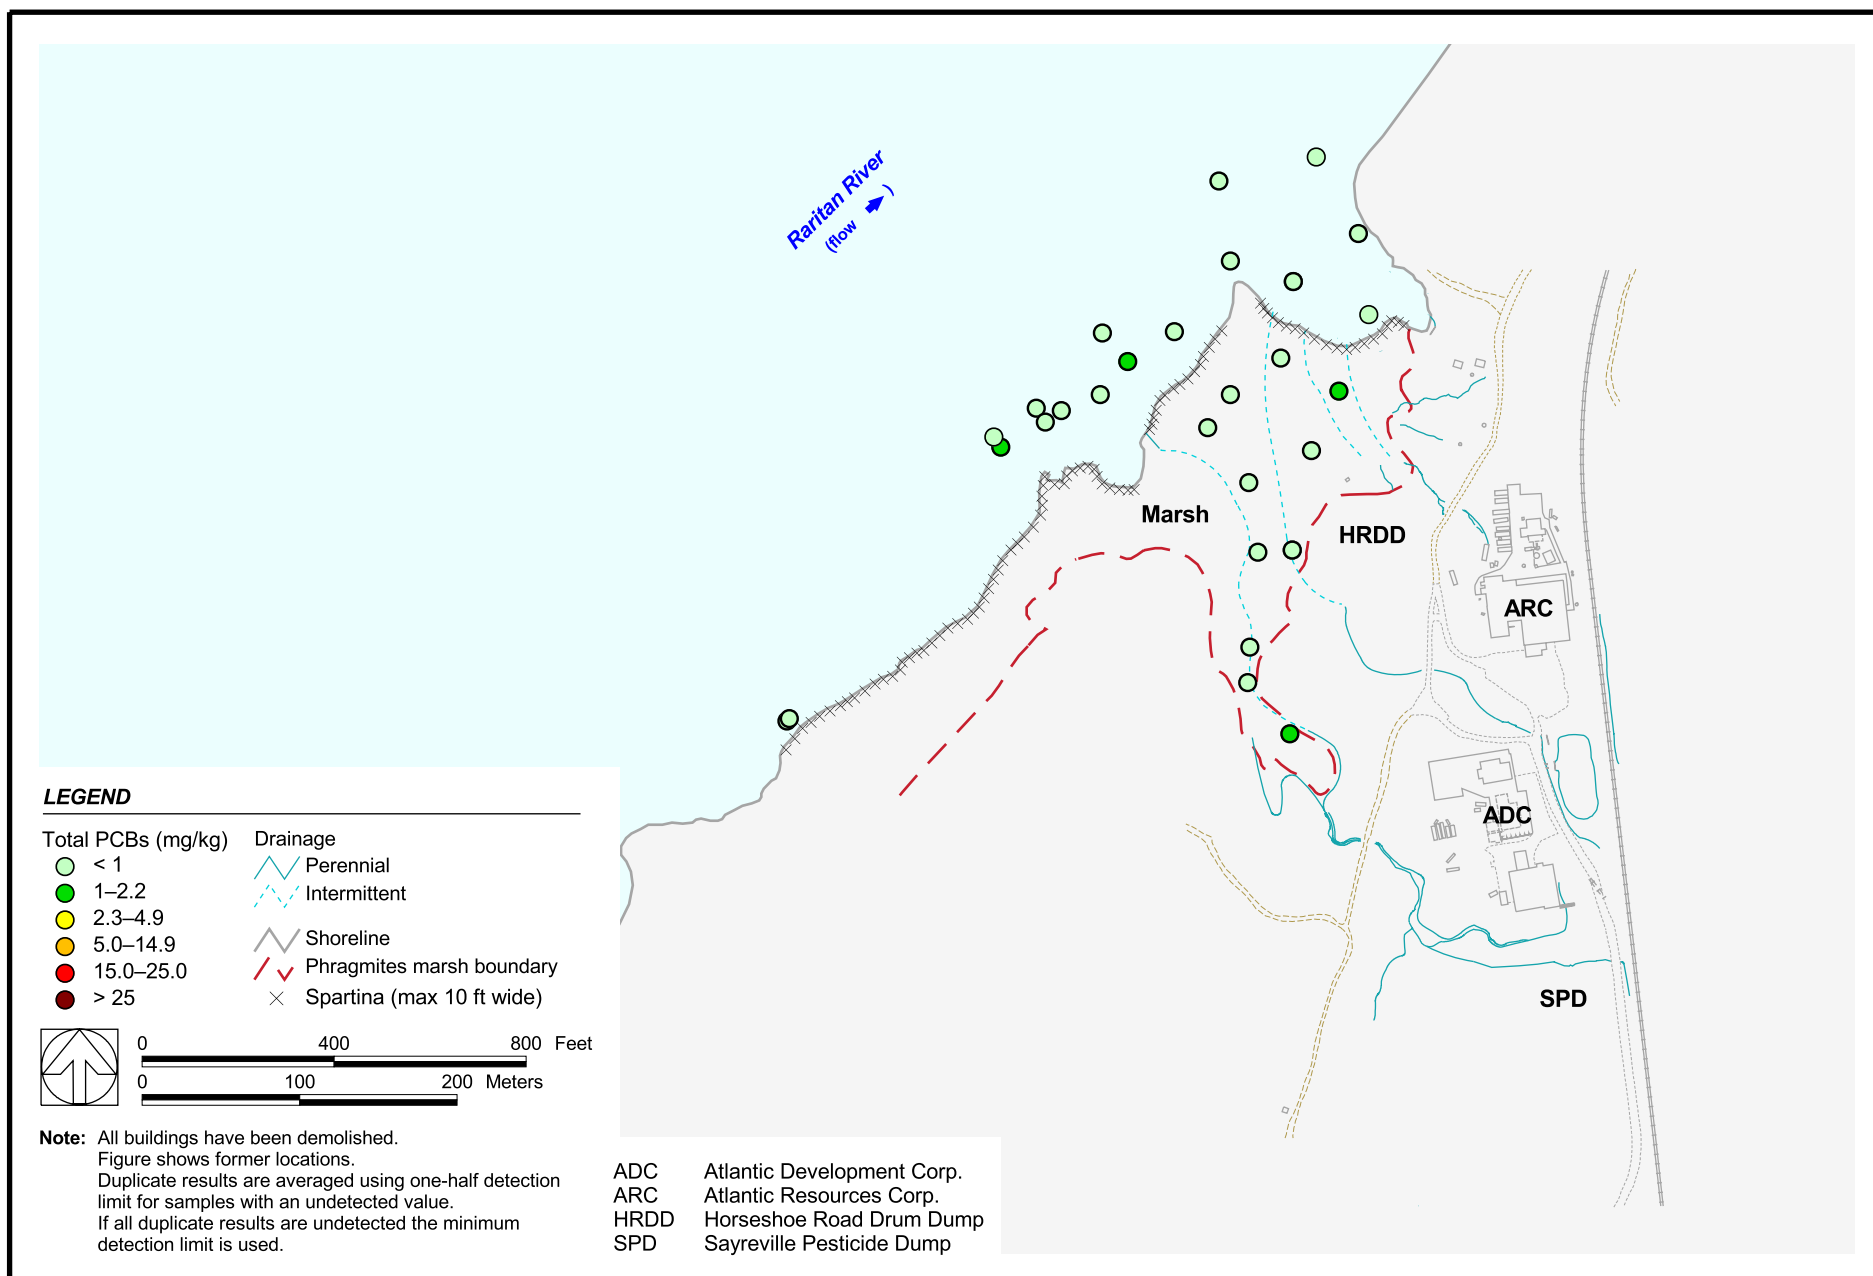 Raritan River
(flow )
Marsh
HRDD
ARC
ADC
SPD
LEGEND
Total PCBs (mg/kg)
< 1
1–2.2
2.3–4.9
5.0–14.9
15.0–25.0
> 25
Drainage
Perennial
Intermittent
Shoreline
Phragmites marsh boundary
Spartina (max 10 ft wide)
0 400 800 Feet
0 100 200 Meters
Note: All buildings have been demolished.
Figure shows former locations.
Duplicate results are averaged using one-half detection
limit for samples with an undetected value.
If all duplicate results are undetected the minimum
detection limit is used.
ADC Atlantic Development Corp.
ARC Atlantic Resources Corp.
HRDD Horseshoe Road Drum Dump
SPD Sayreville Pesticide Dump